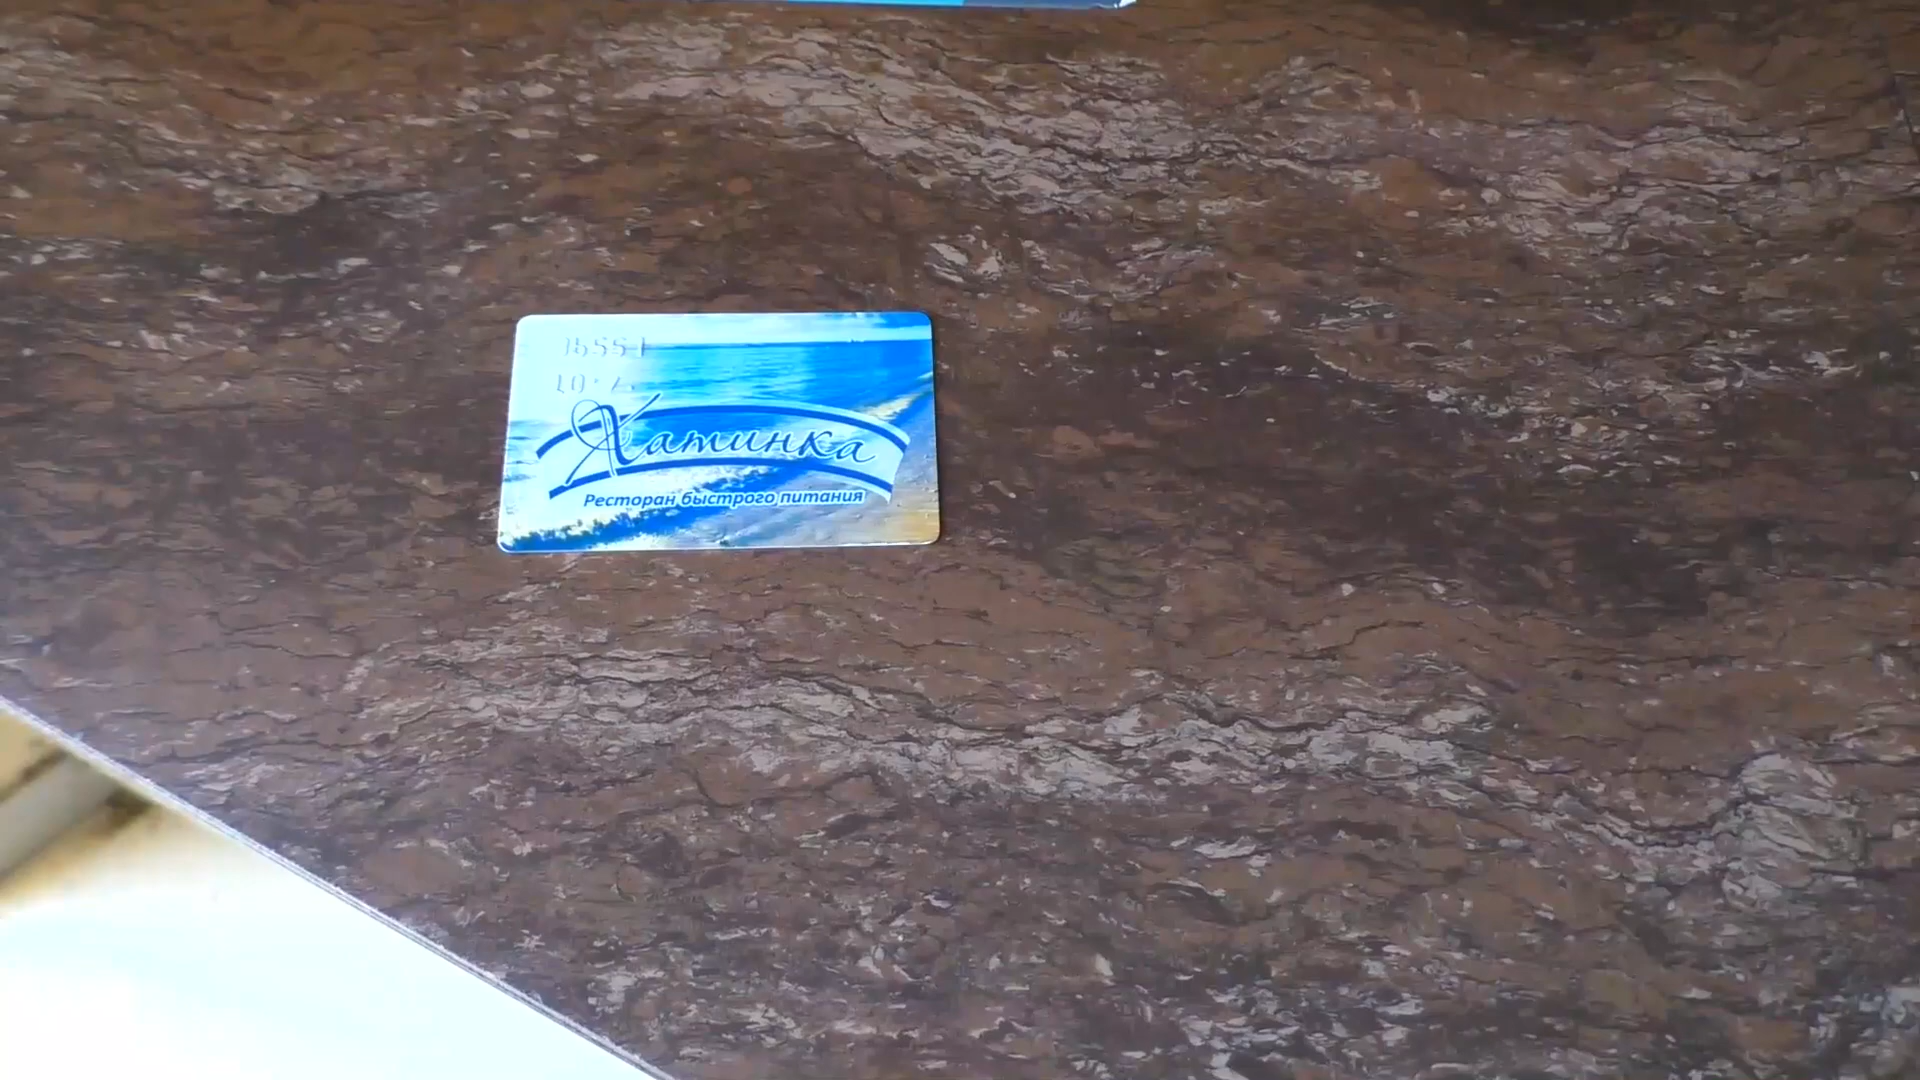 Хатинка
Ресторан быстрого питания